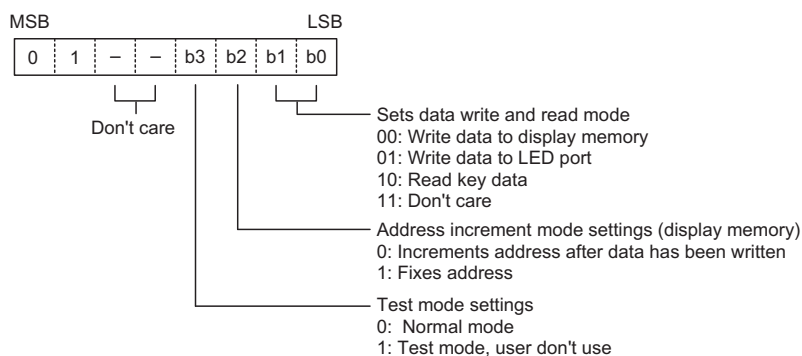 MSB LSB
0 1 – – b3 b2 b1 b0
Don't care
Sets data write and read mode
00: Write data to display memory
01: Write data to LED port
10: Read key data
11: Don't care
Address increment mode settings (display memory)
0: Increments address after data has been written
1: Fixes address
Test mode settings
0: Normal mode
1: Test mode, user don't use